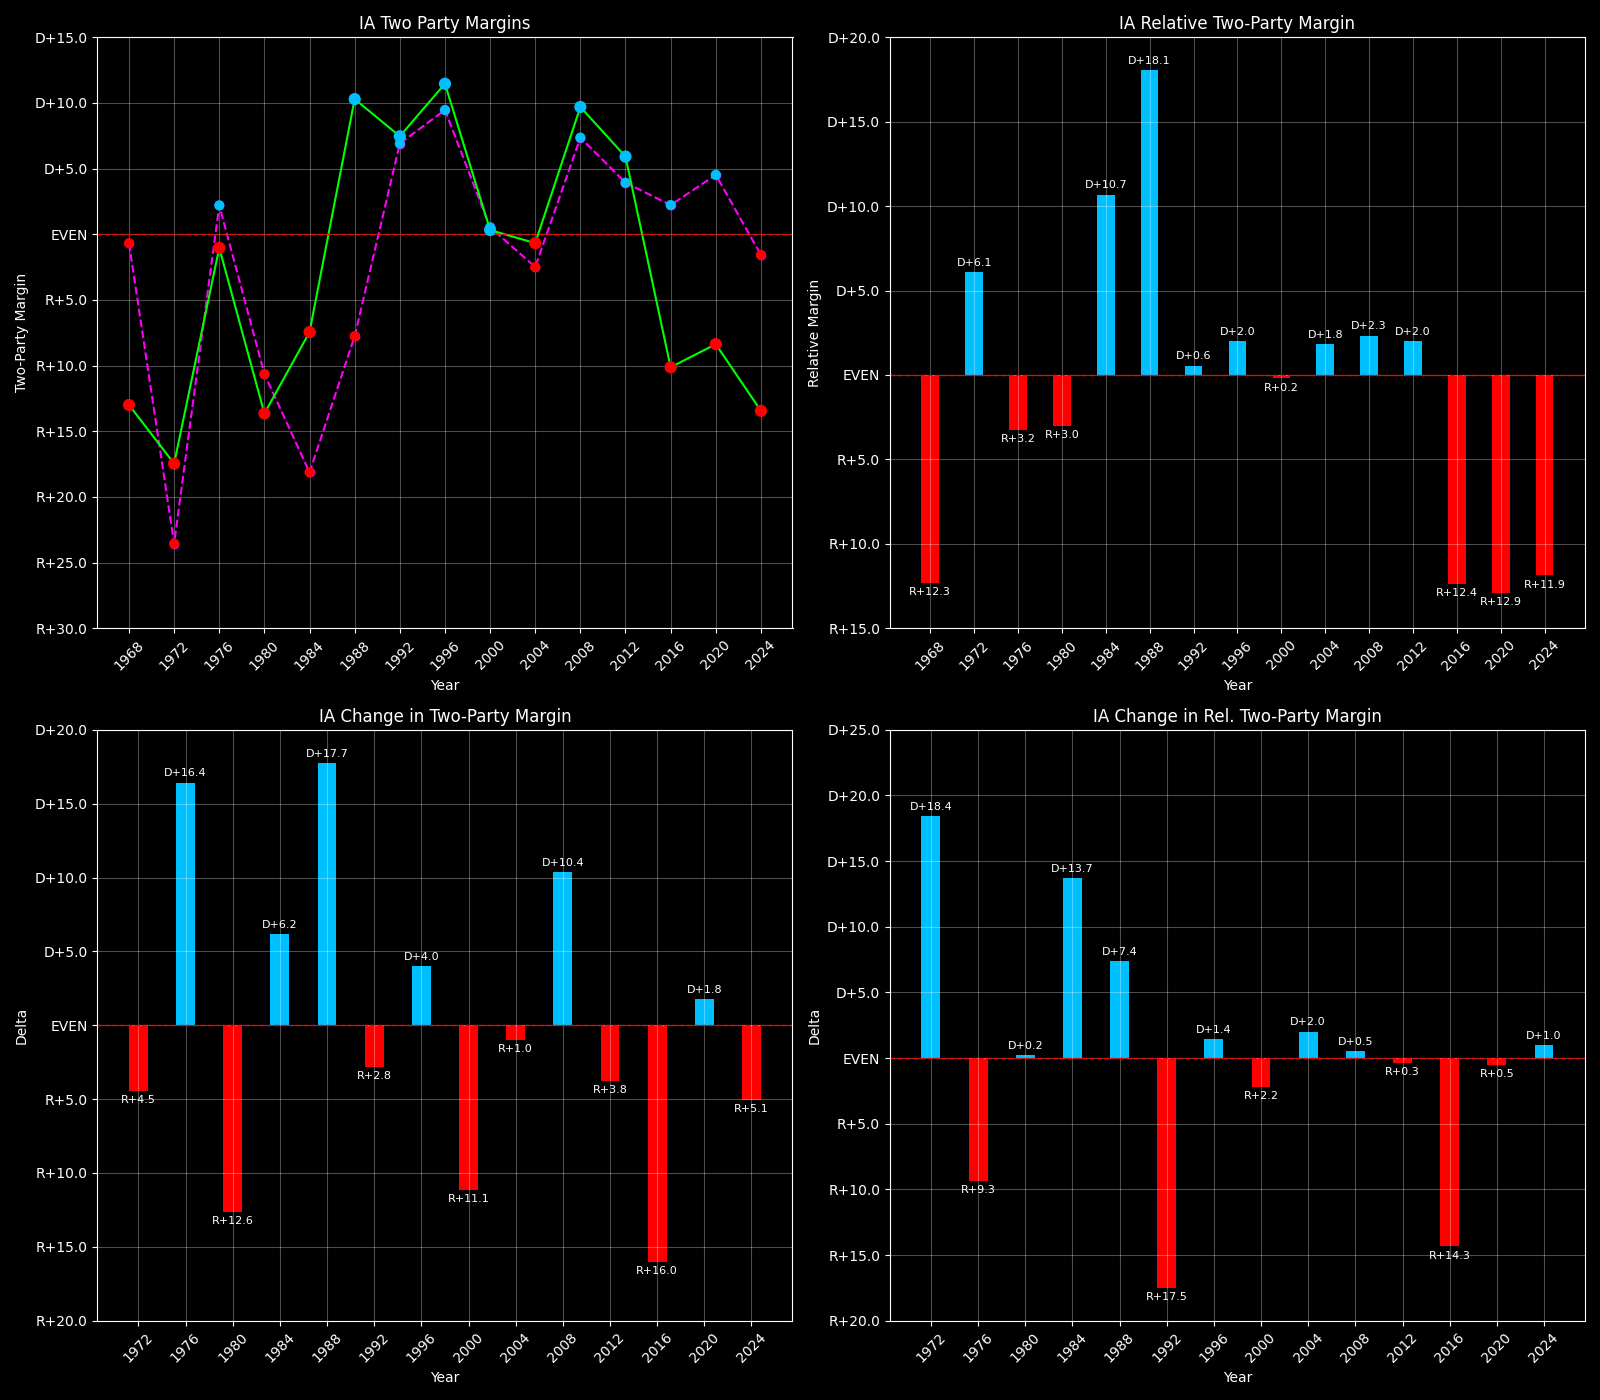 IA Two Party Margins
D+15.0
D+10.0
D+5.0
EVEN
R+5.0
R+10.0
R+15.0
R+20.0
R+25.0
R+30.0
Two-Party Margin
1968 1972 1976 1980 1984 1988 1992 1996 2000 2004 2008 2012 2016 2020 2024
Year
IA Relative Two-Party Margin
D+20.0
D+15.0
D+10.0
D+5.0
EVEN
R+5.0
R+10.0
R+15.0
Relative Margin
R+12.3
D+6.1
R+3.2
R+3.0
D+10.7
D+18.1
D+0.6
D+2.0
R+0.2
D+1.8
D+2.3
D+2.0
R+12.4
R+12.9
R+11.9
1968 1972 1976 1980 1984 1988 1992 1996 2000 2004 2008 2012 2016 2020 2024
Year
IA Change in Two-Party Margin
D+20.0
D+15.0
D+10.0
D+5.0
EVEN
R+5.0
R+10.0
R+15.0
R+20.0
Delta
R+4.5
D+16.4
R+12.6
D+6.2
D+17.7
R+2.8
D+4.0
R+11.1
R+1.0
D+10.4
R+3.8
R+16.0
D+1.8
R+5.1
1972 1976 1980 1984 1988 1992 1996 2000 2004 2008 2012 2016 2020 2024
Year
IA Change in Rel. Two-Party Margin
D+25.0
D+20.0
D+15.0
D+10.0
D+5.0
EVEN
R+5.0
R+10.0
R+15.0
R+20.0
Delta
D+18.4
R+9.3
D+0.2
D+13.7
D+7.4
R+17.5
D+1.4
R+2.2
D+2.0
D+0.5
R+0.3
R+14.3
R+0.5
D+1.0
1972 1976 1980 1984 1988 1992 1996 2000 2004 2008 2012 2016 2020 2024
Year